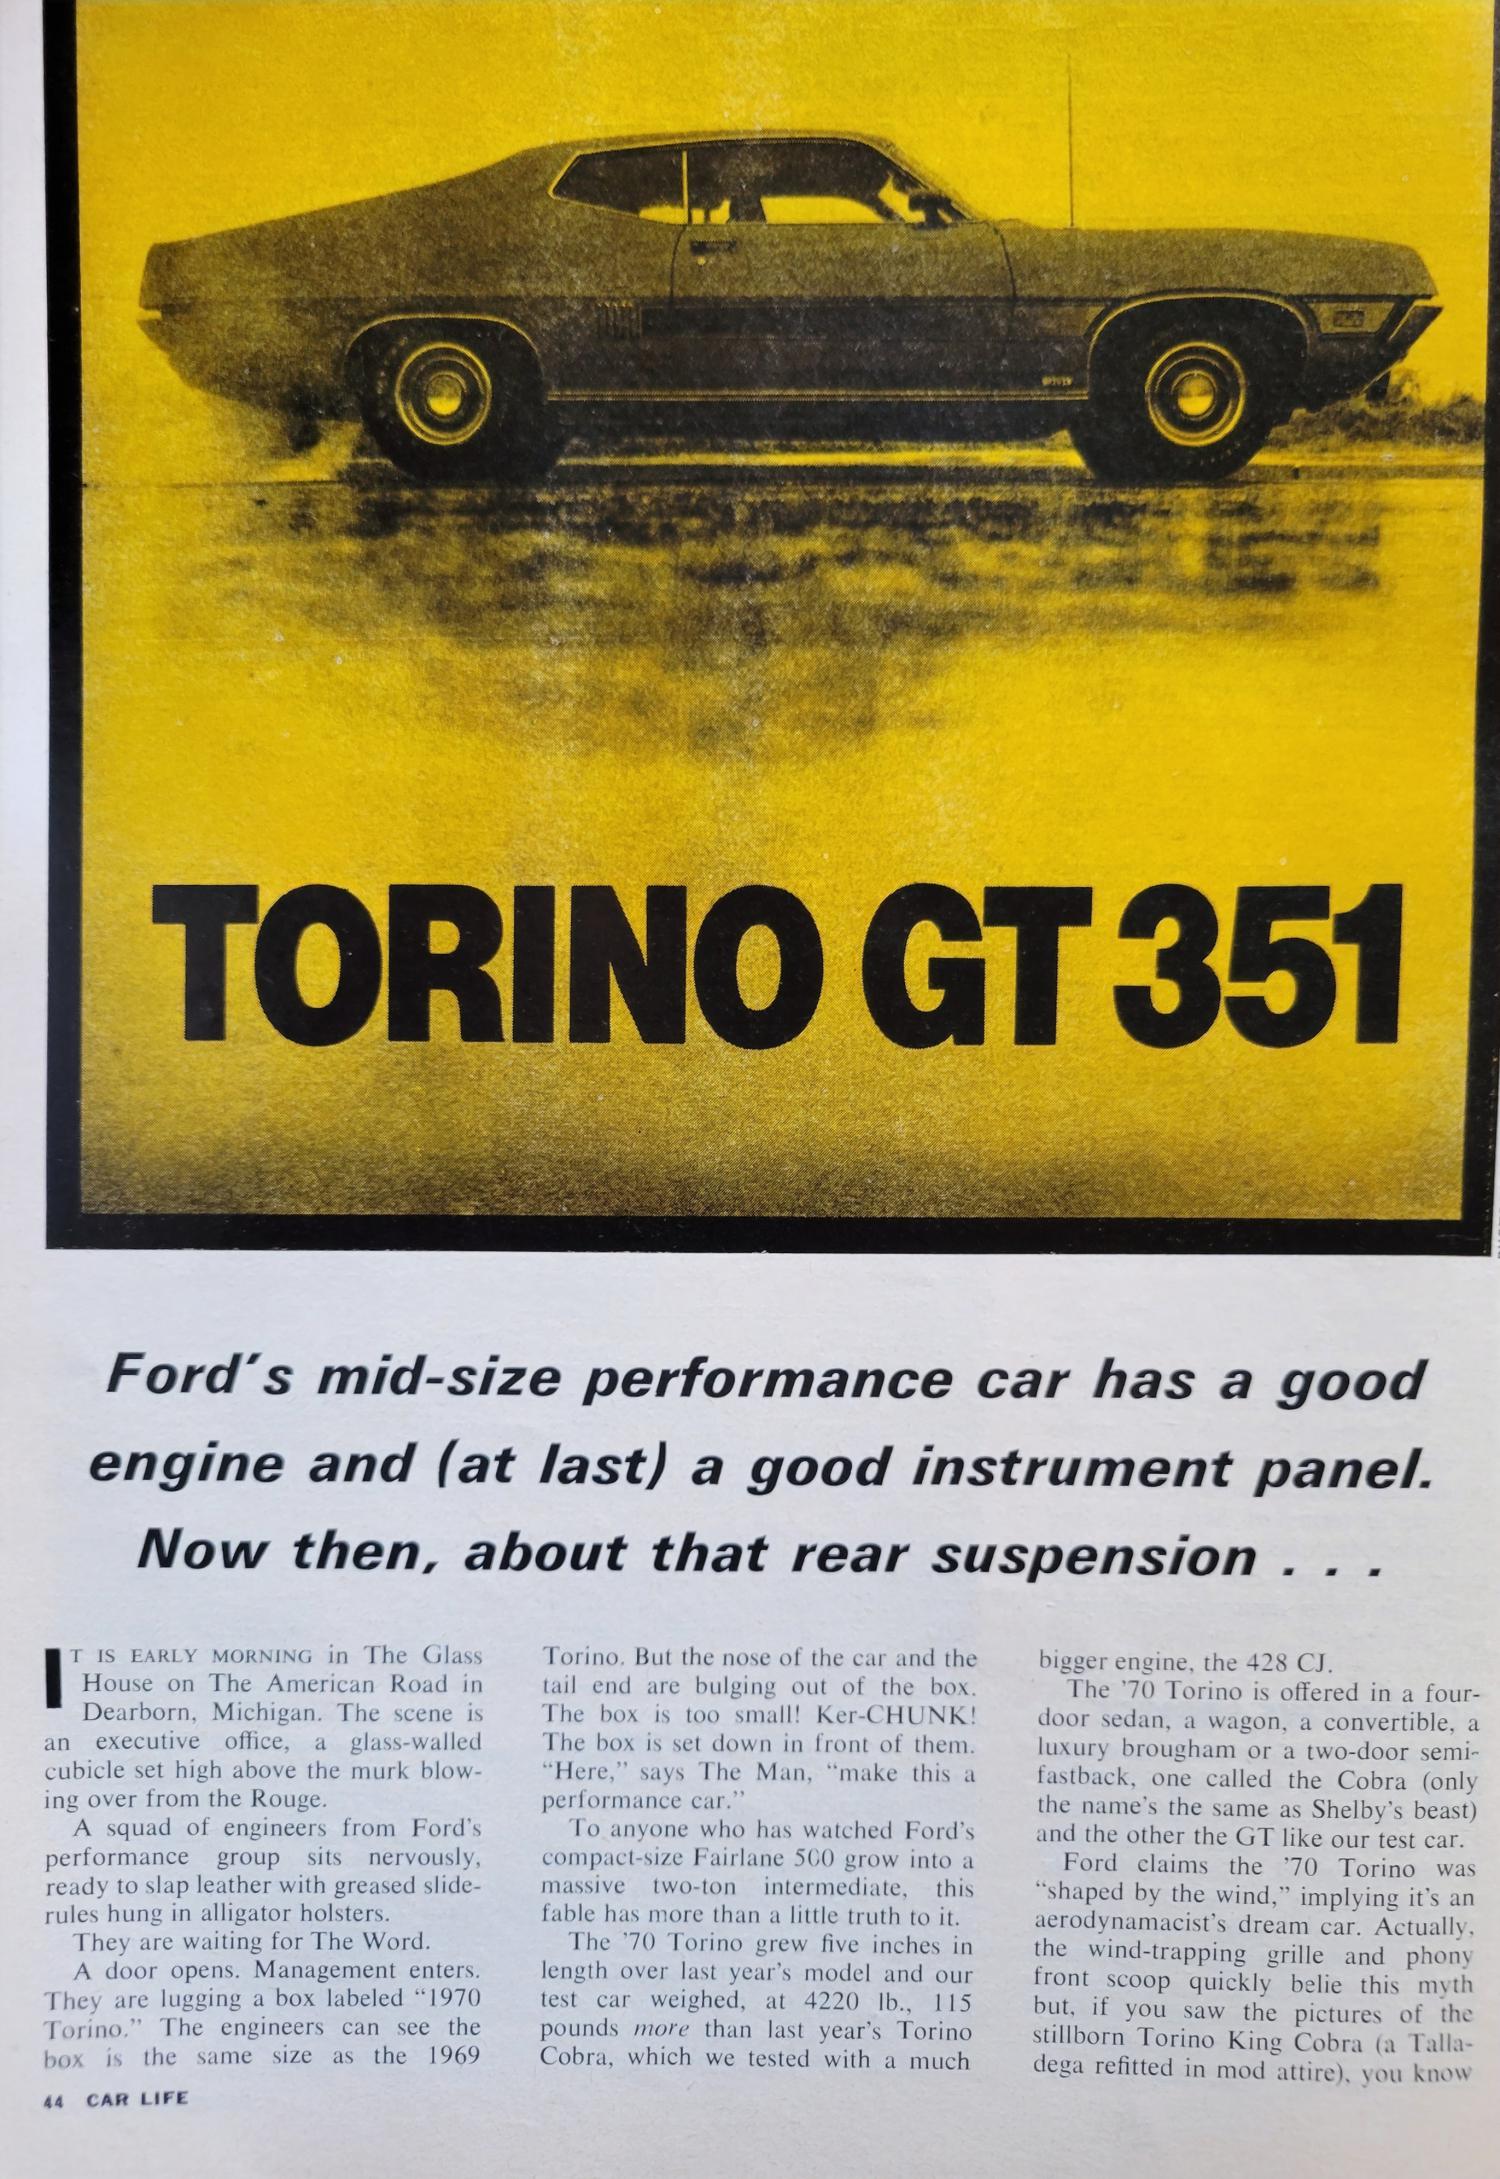 TORINO GT 351
Ford's mid-size performance car has a good
engine and (at last) a good instrument panel.
Now then, about that rear suspension . . .
IT IS EARLY MORNING in The Glass
House on The American Road in
Dearborn, Michigan. The scene is
an executive office, a glass-walled
cubicle set high above the murk blow-
ing over from the Rouge.
A squad of engineers from Ford's
performance group sits nervously,
ready to slap leather with greased slide-
rules hung in alligator holsters.
They are waiting for The Word.
A door opens. Management enters.
They are lugging a box labeled "1970
Torino." The engineers can see the
box is the same size as the 1969
Torino. But the nose of the car and the
tail end are bulging out of the box.
The box is too small! Ker-CHUNK!
The box is set down in front of them.
"Here," says The Man, "make this a
performance car."
To anyone who has watched Ford's
compact-size Fairlane 500 grow into a
massive two-ton intermediate, this
fable has more than a little truth to it.
The '70 Torino grew five inches in
length over last year's model and our
test car weighed, at 4220 lb., 115
pounds more than last year's Torino
Cobra, which we tested with a much
bigger engine, the 428 CJ.
The '70 Torino is offered in a four-
door sedan, a wagon, a convertible, a
luxury brougham or a two-door semi-
fastback, one called the Cobra (only
the name's the same as Shelby's beast)
and the other the GT like our test car.
Ford claims the '70 Torino was
"shaped by the wind," implying it's an
aerodynamacist's dream car. Actually,
the wind-trapping grille and phony
front scoop quickly belie this myth
but, if you saw the pictures of the
stillborn Torino King Cobra (a Talla-
dega refitted in mod attire), you know
44 CAR LIFE